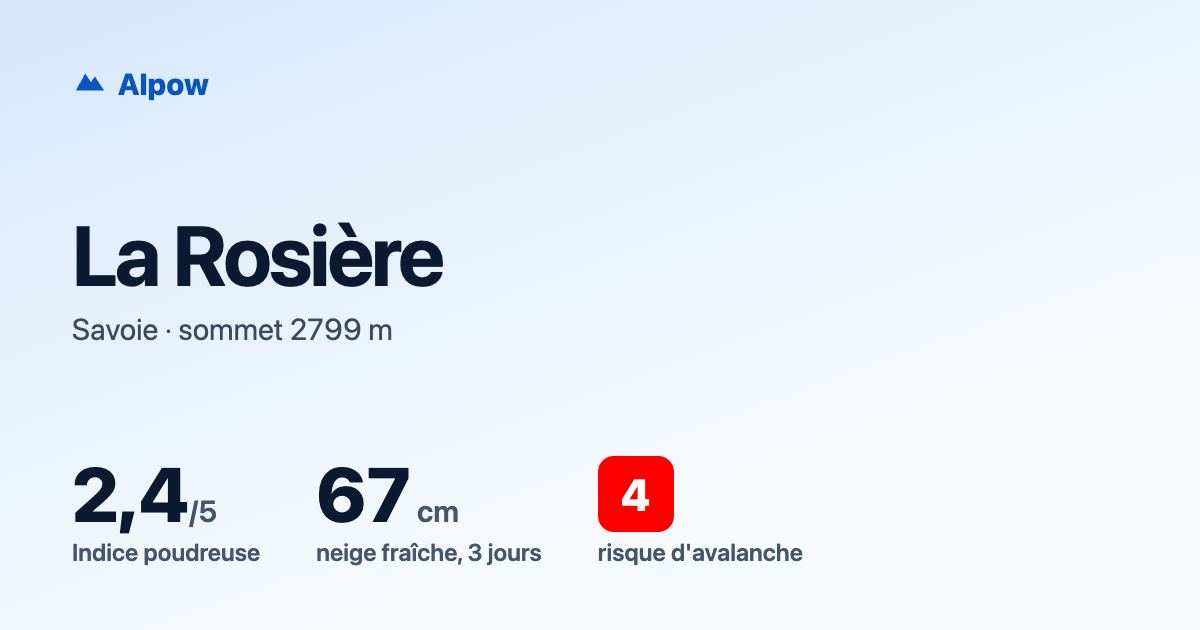 Alpow
La Rosière
Savoie · sommet 2799 m
2,4/5
Indice poudreuse
67 cm
neige fraîche, 3 jours
4
risque d'avalanche